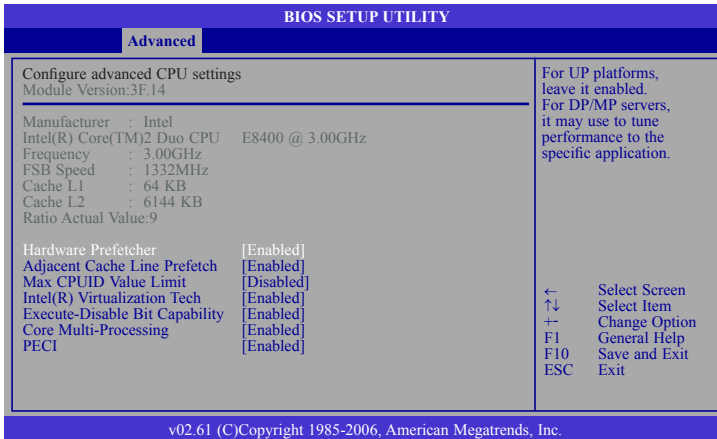 BIOS SETUP UTILITY
Advanced
Configure advanced CPU settings
Module Version:3F.14
Manufacturer : Intel
Intel(R) Core(TM)2 Duo CPU E8400 @ 3.00GHz
Frequency : 3.00GHz
FSB Speed : 1332MHz
Cache L1 : 64 KB
Cache L2 : 6144 KB
Ratio Actual Value:9
Hardware Prefetcher [Enabled]
Adjacent Cache Line Prefetch [Enabled]
Max CPUID Value Limit [Disabled]
Intel(R) Virtualization Tech [Enabled]
Execute-Disable Bit Capability [Enabled]
Core Multi-Processing [Enabled]
PECI [Enabled]
For UP platforms,
leave it enabled.
For DP/MP servers,
it may use to tune
performance to the
specific application.
← Select Screen
↑↓ Select Item
+- Change Option
F1 General Help
F10 Save and Exit
ESC Exit
v02.61 (C)Copyright 1985-2006, American Megatrends, Inc.